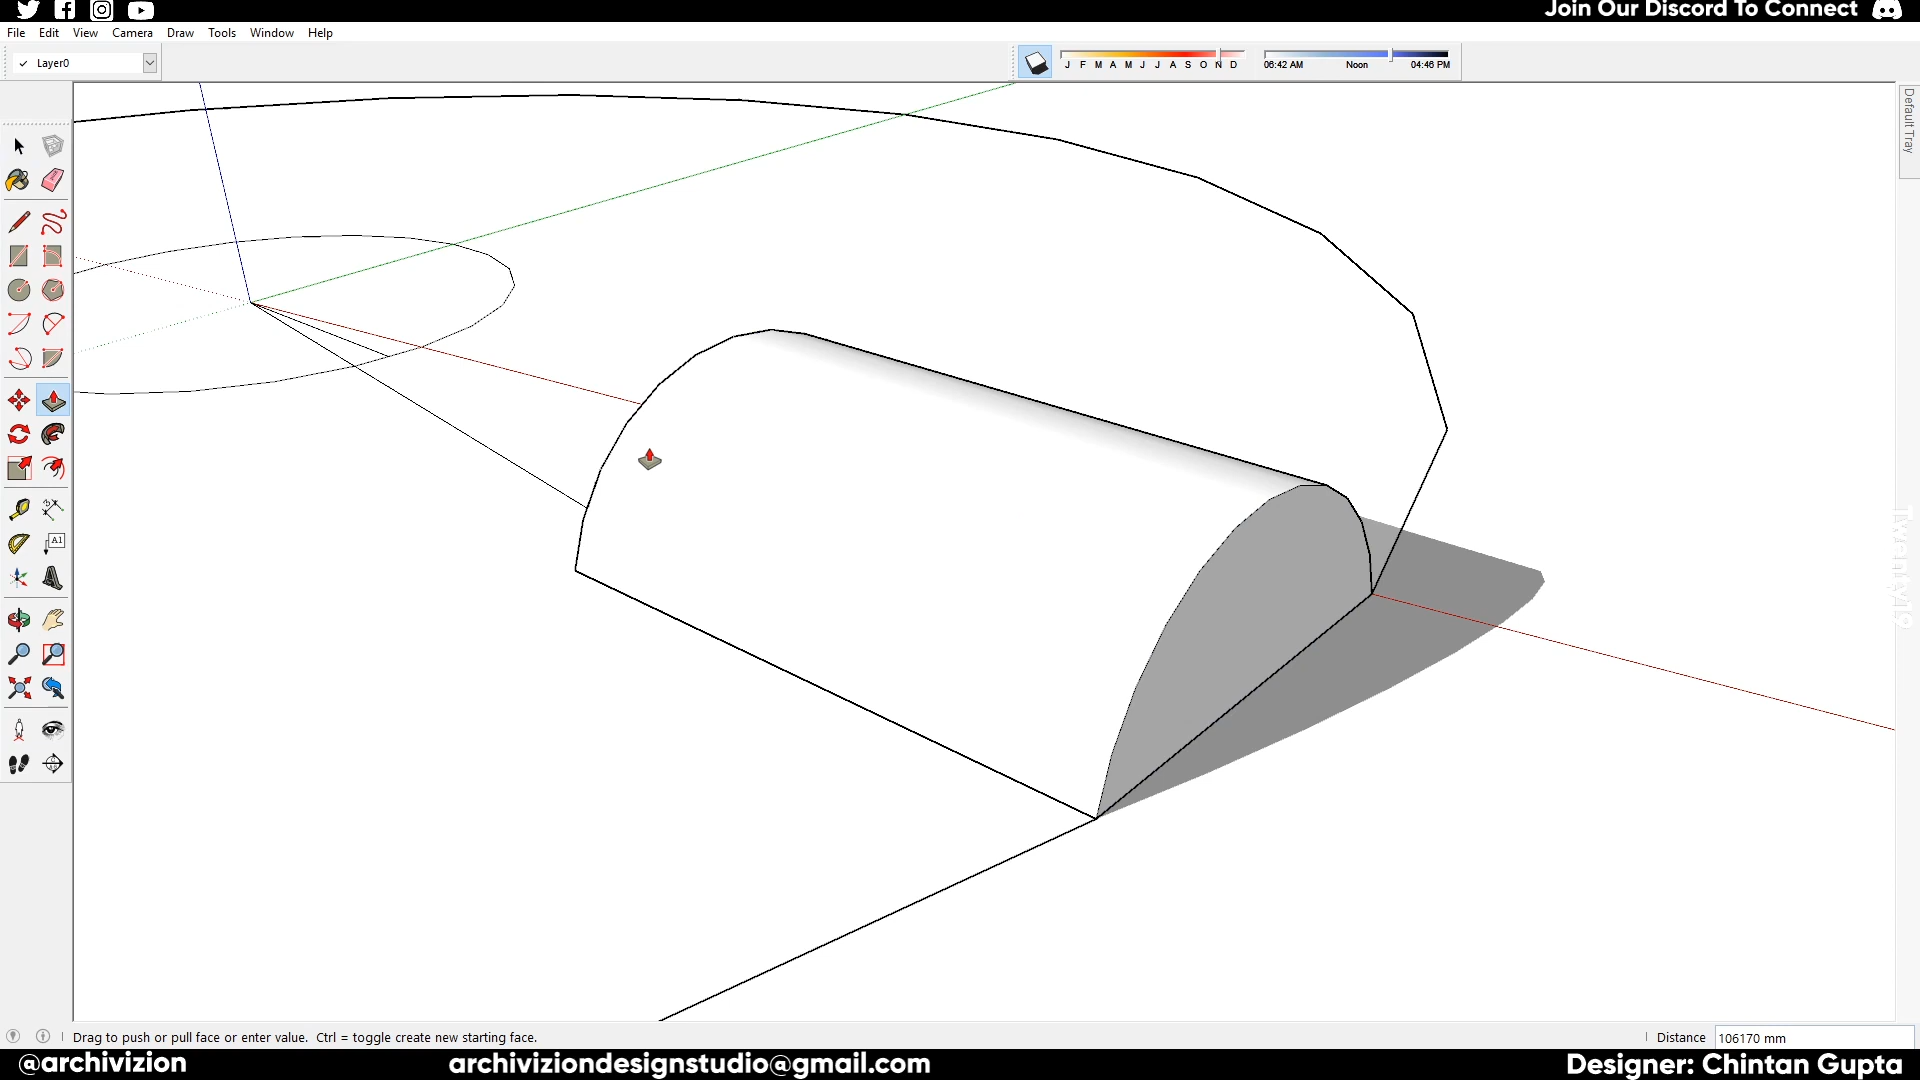 Join Our Discord To Connect
File Edit View Camera Draw Tools Window Help
Layer0
J F M A M J J A S O N D
06:42 AM Noon 04:46 PM
Default Tray
A1
Drag to push or pull face or enter value. Ctrl = toggle create new starting face.
Distance 106170 mm
@archivizion
archiviziondesignstudio@gmail.com
Designer: Chintan Gupta